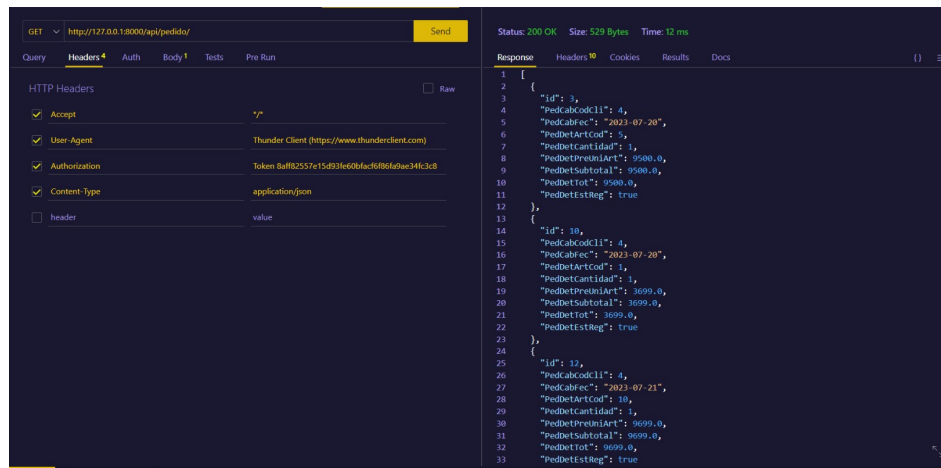 GET http://127.0.0.1:8000/api/pedido/ Send
Query Headers 4 Auth Body 1 Tests Pre Run
HTTP Headers Raw
Accept */*
User-Agent Thunder Client (https://www.thunderclient.com)
Authorization Token 8aff82557e15d93fe60bfacf6f86fa9ae34fc3c8
Content-Type application/json
header value
Status: 200 OK Size: 529 Bytes Time: 12 ms
Response Headers 10 Cookies Results Docs {}
1 [
2 {
3 "id": 3,
4 "PedCabCodCli": 4,
5 "PedCabFec": "2023-07-20",
6 "PedDetArtCod": 5,
7 "PedDetCantidad": 1,
8 "PedDetPreUniArt": 9500.0,
9 "PedDetSubtotal": 9500.0,
10 "PedDetTot": 9500.0,
11 "PedDetEstReg": true
12 },
13 {
14 "id": 10,
15 "PedCabCodCli": 4,
16 "PedCabFec": "2023-07-20",
17 "PedDetArtCod": 1,
18 "PedDetCantidad": 1,
19 "PedDetPreUniArt": 3699.0,
20 "PedDetSubtotal": 3699.0,
21 "PedDetTot": 3699.0,
22 "PedDetEstReg": true
23 },
24 {
25 "id": 12,
26 "PedCabCodCli": 4,
27 "PedCabFec": "2023-07-21",
28 "PedDetArtCod": 10,
29 "PedDetCantidad": 1,
30 "PedDetPreUniArt": 9699.0,
31 "PedDetSubtotal": 9699.0,
32 "PedDetTot": 9699.0,
33 "PedDetEstReg": true